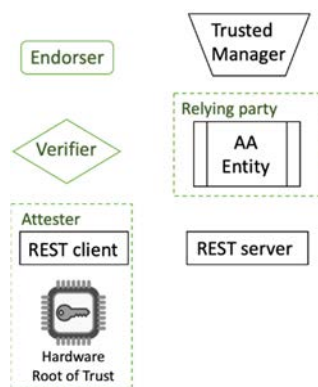 Endorser
Trusted
Manager
Verifier
Relying party
AA
Entity
Attester
REST client
REST server
Hardware
Root of Trust